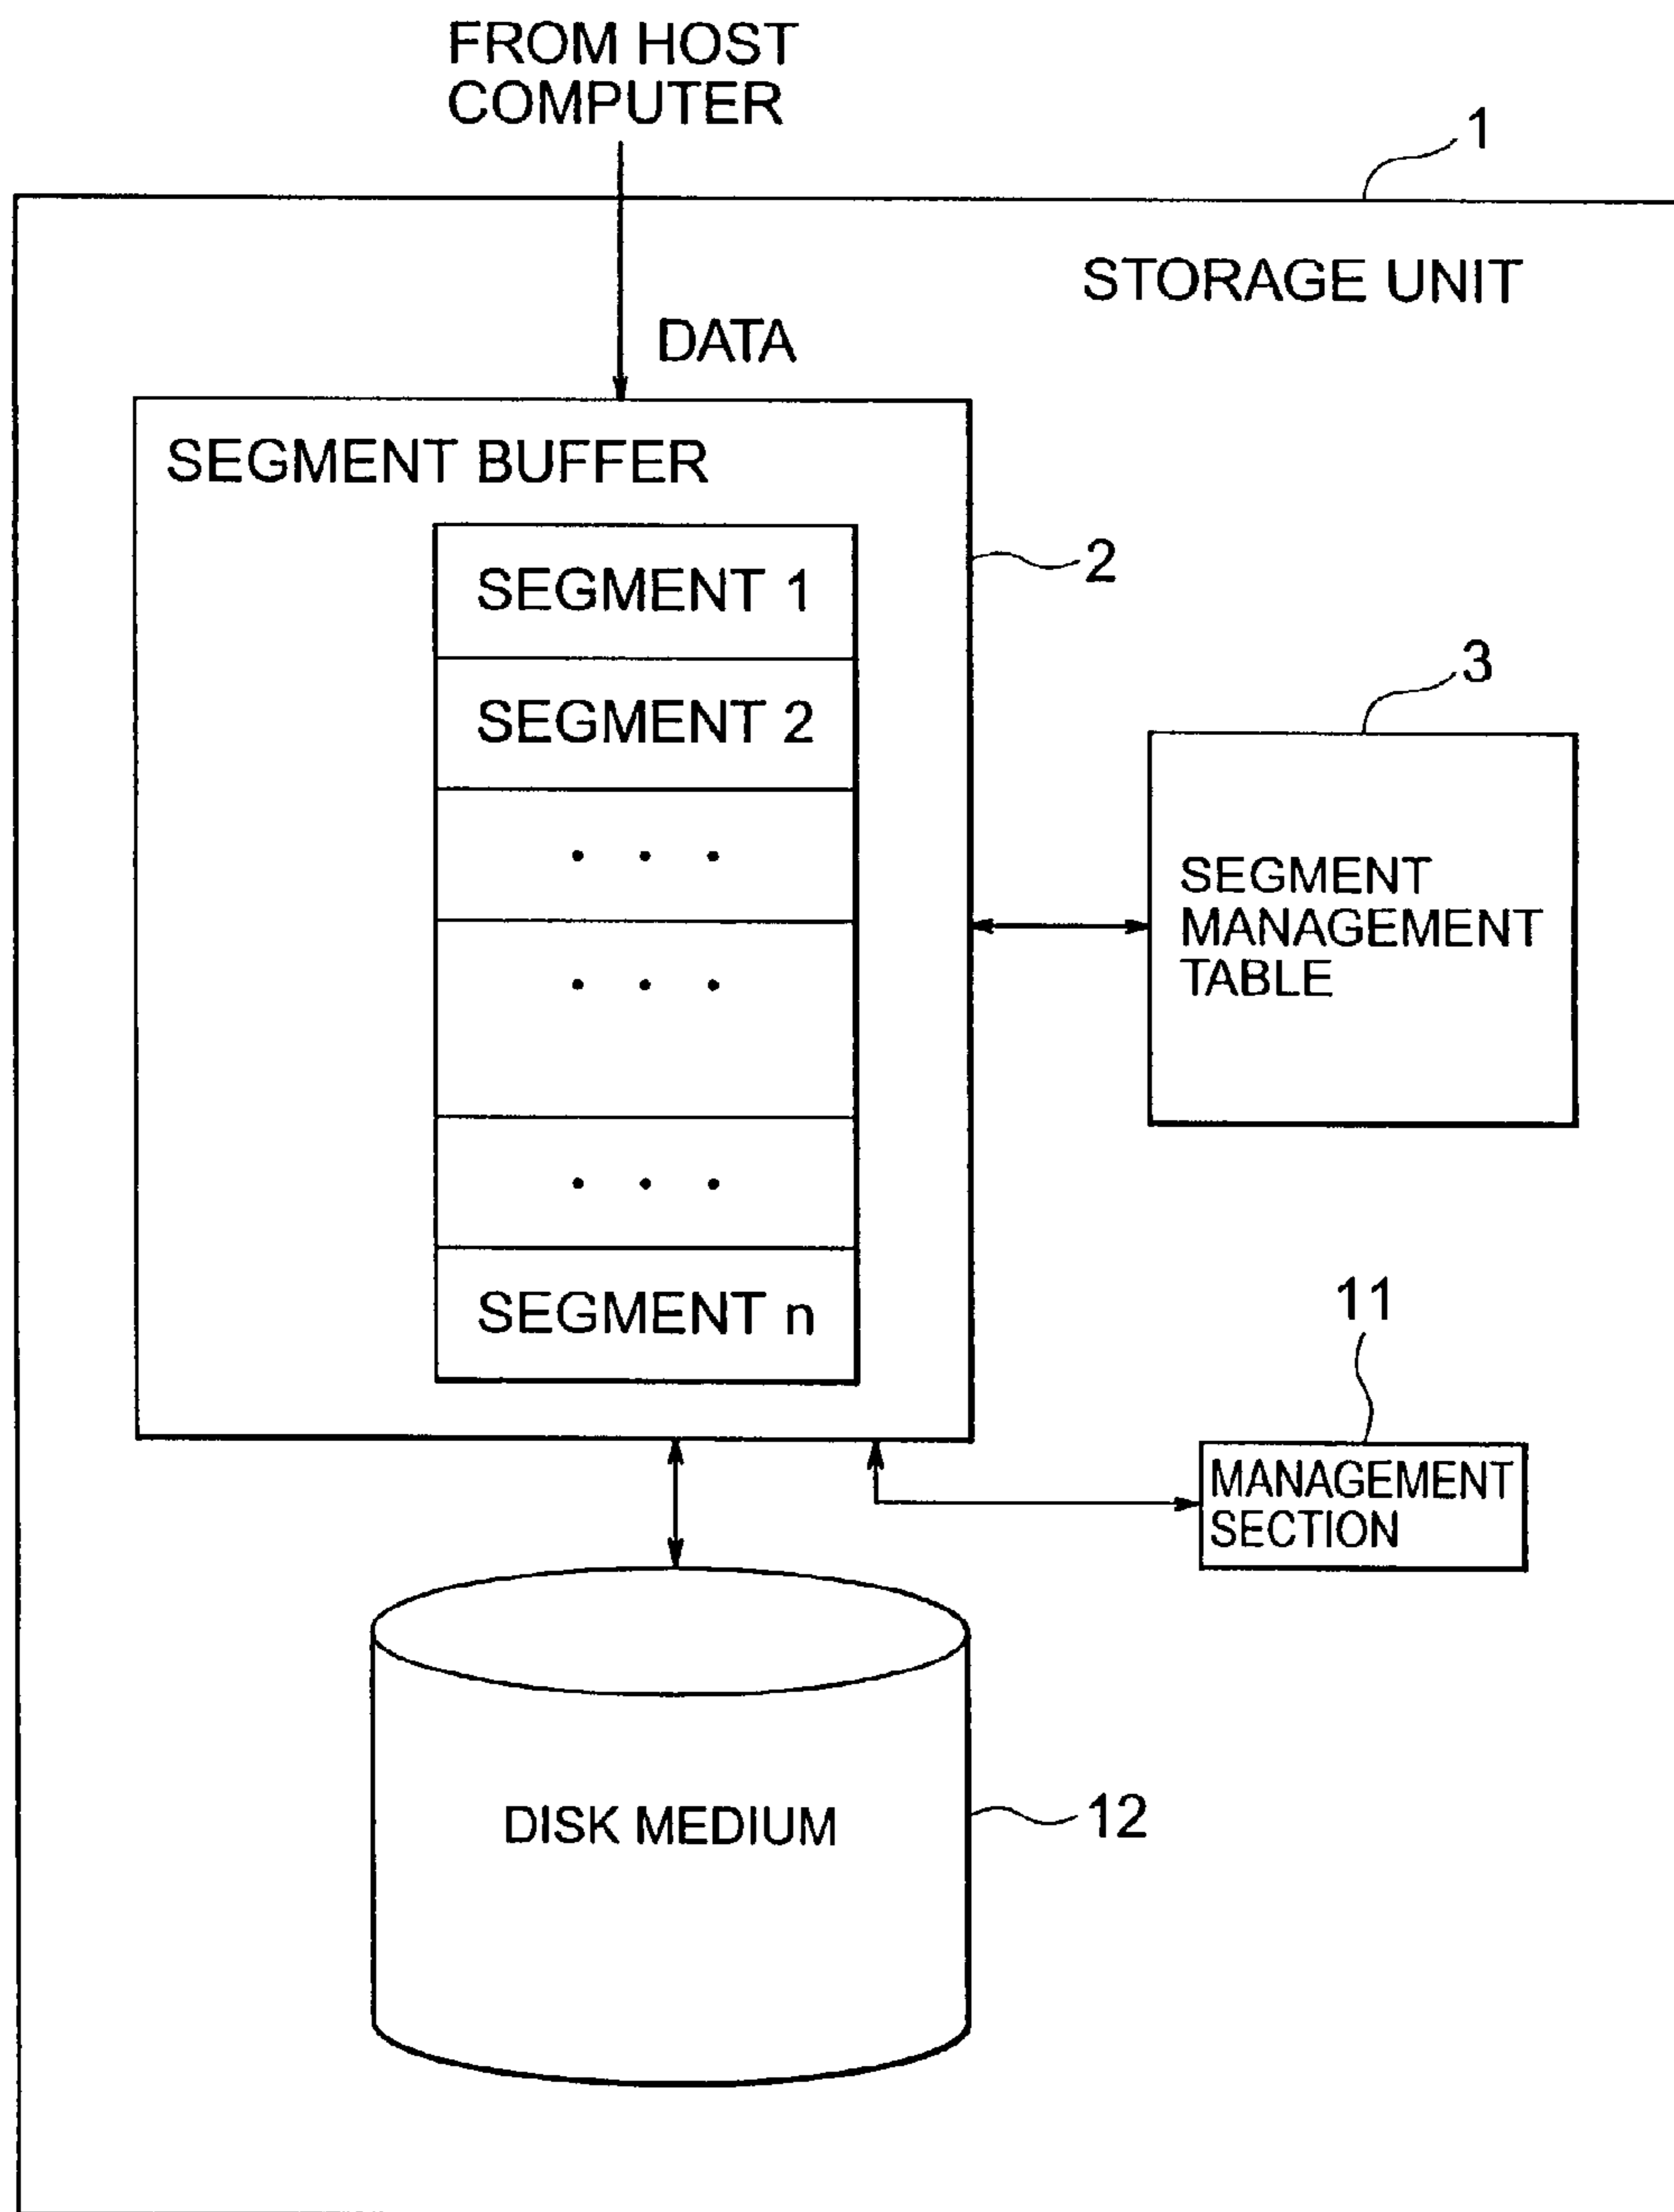 FROM HOST
COMPUTER
1
STORAGE UNIT
DATA
SEGMENT BUFFER
SEGMENT 1
2
SEGMENT 2
3
. . .
SEGMENT
MANAGEMENT
TABLE
. . .
. . .
SEGMENT n
11
MANAGEMENT
SECTION
DISK MEDIUM
12